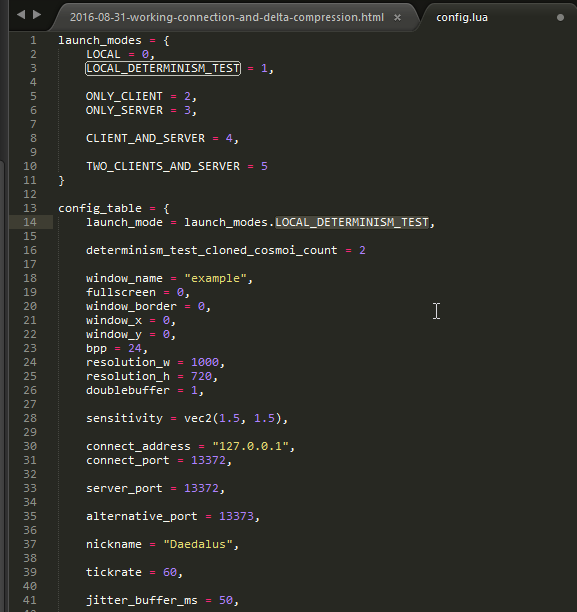 2016-08-31-working-connection-and-delta-compression.html × config.lua
1 launch_modes = {
2 LOCAL = 0,
3 LOCAL_DETERMINISM_TEST = 1,
4
5 ONLY_CLIENT = 2,
6 ONLY_SERVER = 3,
7
8 CLIENT_AND_SERVER = 4,
9
10 TWO_CLIENTS_AND_SERVER = 5
11 }
12
13 config_table = {
14 launch_mode = launch_modes.LOCAL_DETERMINISM_TEST,
15
16 determinism_test_cloned_cosmoi_count = 2
17
18 window_name = "example",
19 fullscreen = 0,
20 window_border = 0,
21 window_x = 0,
22 window_y = 0,
23 bpp = 24,
24 resolution_w = 1000,
25 resolution_h = 720,
26 doublebuffer = 1,
27
28 sensitivity = vec2(1.5, 1.5),
29
30 connect_address = "127.0.0.1",
31 connect_port = 13372,
32
33 server_port = 13372,
34
35 alternative_port = 13373,
36
37 nickname = "Daedalus",
38
39 tickrate = 60,
40
41 jitter_buffer_ms = 50,